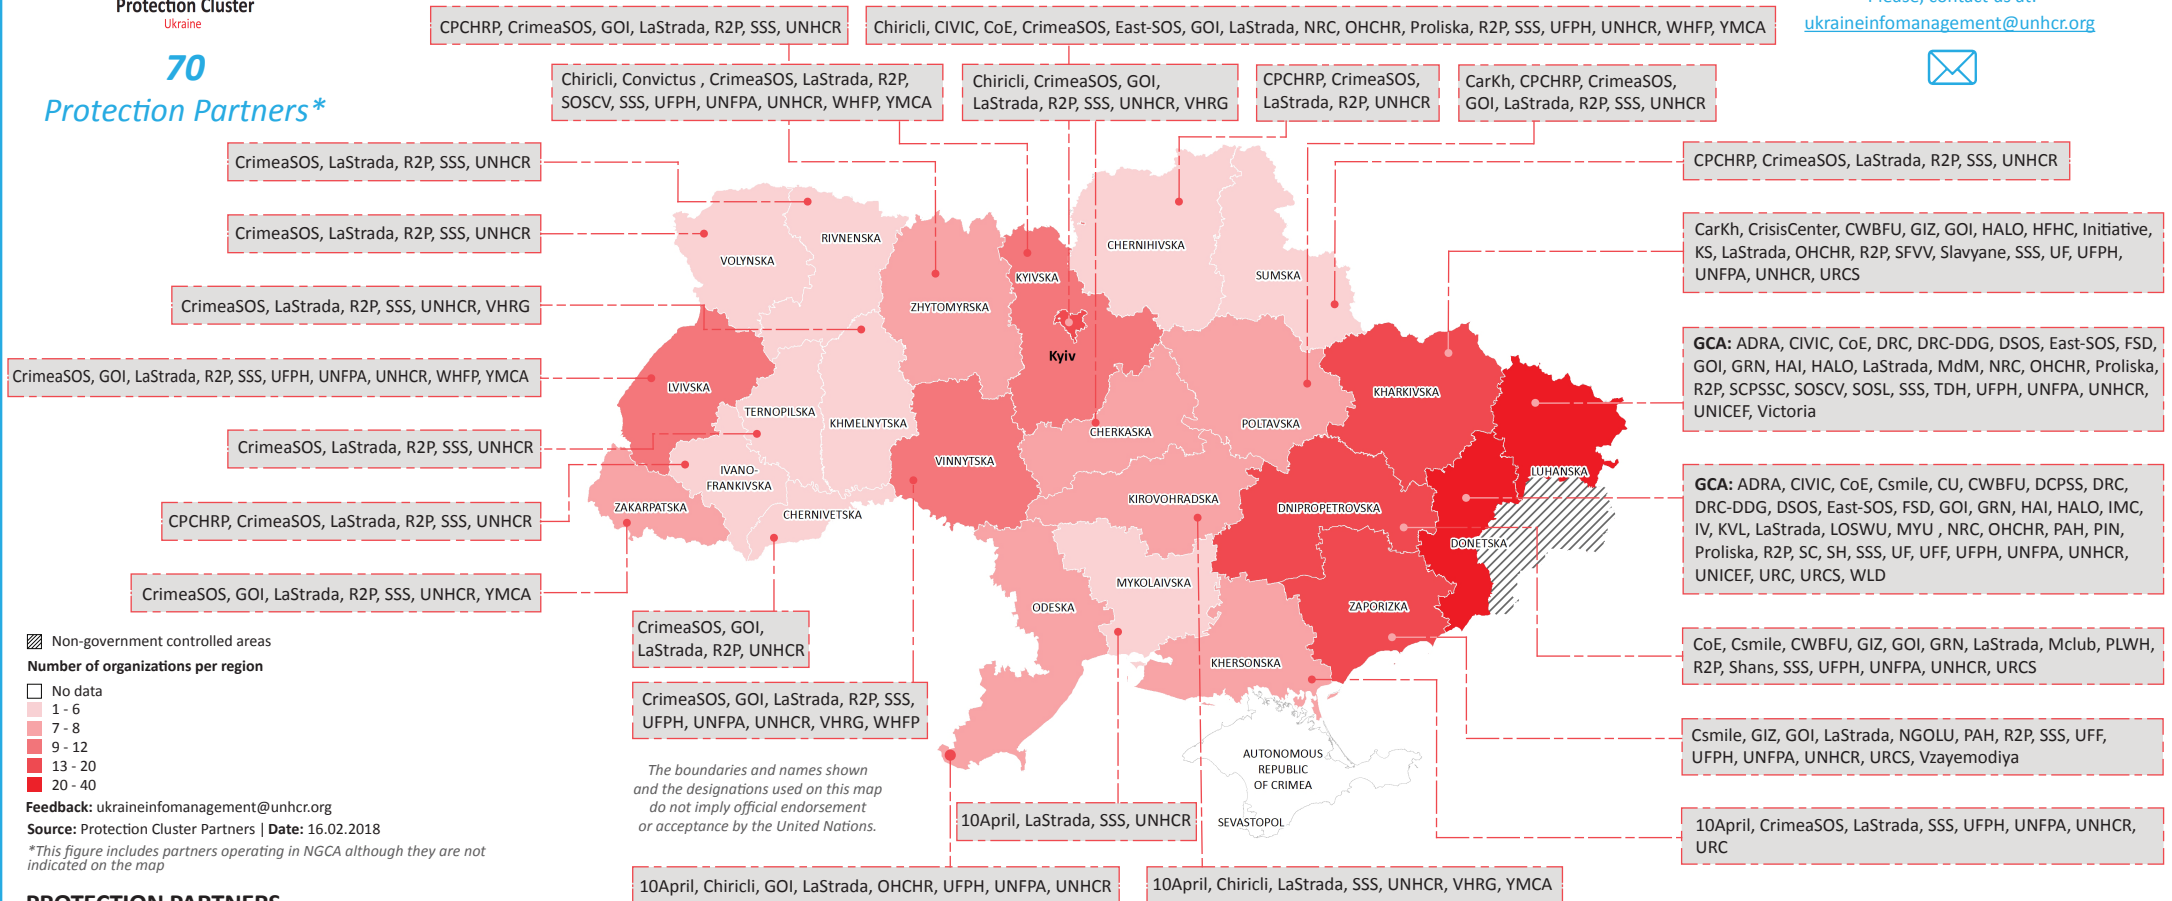 Protection Cluster
Ukraine
70
Protection Partners*
ukraineinfomanagement@unhcr.org
CPCHRP, CrimeaSOS, GOI, LaStrada, R2P, SSS, UNHCR
Chiricli, CIVIC, CoE, CrimeaSOS, East-SOS, GOI, LaStrada, NRC, OHCHR, Proliska, R2P, SSS, UFPH, UNHCR, WHFP, YMCA
Chiricli, Convictus , CrimeaSOS, LaStrada, R2P,
SOSCV, SSS, UFPH, UNFPA, UNHCR, WHFP, YMCA
Chiricli, CrimeaSOS, GOI,
LaStrada, R2P, SSS, UNHCR, VHRG
CPCHRP, CrimeaSOS,
LaStrada, R2P, UNHCR
CarKh, CPCHRP, CrimeaSOS,
GOI, LaStrada, R2P, SSS, UNHCR
CrimeaSOS, LaStrada, R2P, SSS, UNHCR
CrimeaSOS, LaStrada, R2P, SSS, UNHCR
CrimeaSOS, LaStrada, R2P, SSS, UNHCR, VHRG
CrimeaSOS, GOI, LaStrada, R2P, SSS, UFPH, UNFPA, UNHCR, WHFP, YMCA
CrimeaSOS, LaStrada, R2P, SSS, UNHCR
CPCHRP, CrimeaSOS, LaStrada, R2P, SSS, UNHCR
CrimeaSOS, GOI, LaStrada, R2P, SSS, UNHCR, YMCA
CPCHRP, CrimeaSOS, LaStrada, R2P, SSS, UNHCR
CarKh, CrisisCenter, CWBFU, GIZ, GOI, HALO, HFHC, Initiative,
KS, LaStrada, OHCHR, R2P, SFVV, Slavyane, SSS, UF, UFPH,
UNFPA, UNHCR, URCS
GCA: ADRA, CIVIC, CoE, DRC, DRC-DDG, DSOS, East-SOS, FSD,
GOI, GRN, HAI, HALO, LaStrada, MdM, NRC, OHCHR, Proliska,
R2P, SCPSSC, SOSCV, SOSL, SSS, TDH, UFPH, UNFPA, UNHCR,
UNICEF, Victoria
GCA: ADRA, CIVIC, CoE, Csmile, CU, CWBFU, DCPSS, DRC,
DRC-DDG, DSOS, East-SOS, FSD, GOI, GRN, HAI, HALO, IMC,
IV, KVL, LaStrada, LOSWU, MYU , NRC, OHCHR, PAH, PIN,
Proliska, R2P, SC, SH, SSS, UF, UFF, UFPH, UNFPA, UNHCR,
UNICEF, URC, URCS, WLD
CoE, Csmile, CWBFU, GIZ, GOI, GRN, LaStrada, Mclub, PLWH,
R2P, Shans, SSS, UFPH, UNFPA, UNHCR, URCS
Csmile, GIZ, GOI, LaStrada, NGOLU, PAH, R2P, SSS, UFF,
UFPH, UNFPA, UNHCR, URCS, Vzayemodiya
10April, CrimeaSOS, LaStrada, SSS, UFPH, UNFPA, UNHCR,
URC
VOLYNSKA
RIVNENSKA
ZHYTOMYRSKA
KYIVSKA
Kyiv
CHERNIHIVSKA
SUMSKA
LVIVSKA
TERNOPILSKA
KHMELNYTSKA
IVANO-
FRANKIVSKA
ZAKARPATSKA
CHERNIVETSKA
VINNYTSKA
CHERKASKA
POLTAVSKA
KHARKIVSKA
LUHANSKA
KIROVOHRADSKA
DNIPROPETROVSKA
DONETSKA
ODESKA
MYKOLAIVSKA
ZAPORIZKA
KHERSONSKA
AUTONOMOUS
REPUBLIC
OF CRIMEA
SEVASTOPOL
CrimeaSOS, GOI,
LaStrada, R2P, UNHCR
CrimeaSOS, GOI, LaStrada, R2P, SSS,
UFPH, UNFPA, UNHCR, VHRG, WHFP
The boundaries and names shown
and the designations used on this map
do not imply official endorsement
or acceptance by the United Nations.
10April, LaStrada, SSS, UNHCR
10April, Chiricli, GOI, LaStrada, OHCHR, UFPH, UNFPA, UNHCR
10April, Chiricli, LaStrada, SSS, UNHCR, VHRG, YMCA
Non-government controlled areas
Number of organizations per region
No data
1 - 6
7 - 8
9 - 12
13 - 20
20 - 40
Feedback: ukraineinfomanagement@unhcr.org
Source: Protection Cluster Partners | Date: 16.02.2018
*This figure includes partners operating in NGCA although they are not
indicated on the map
PROTECTION PARTNERS